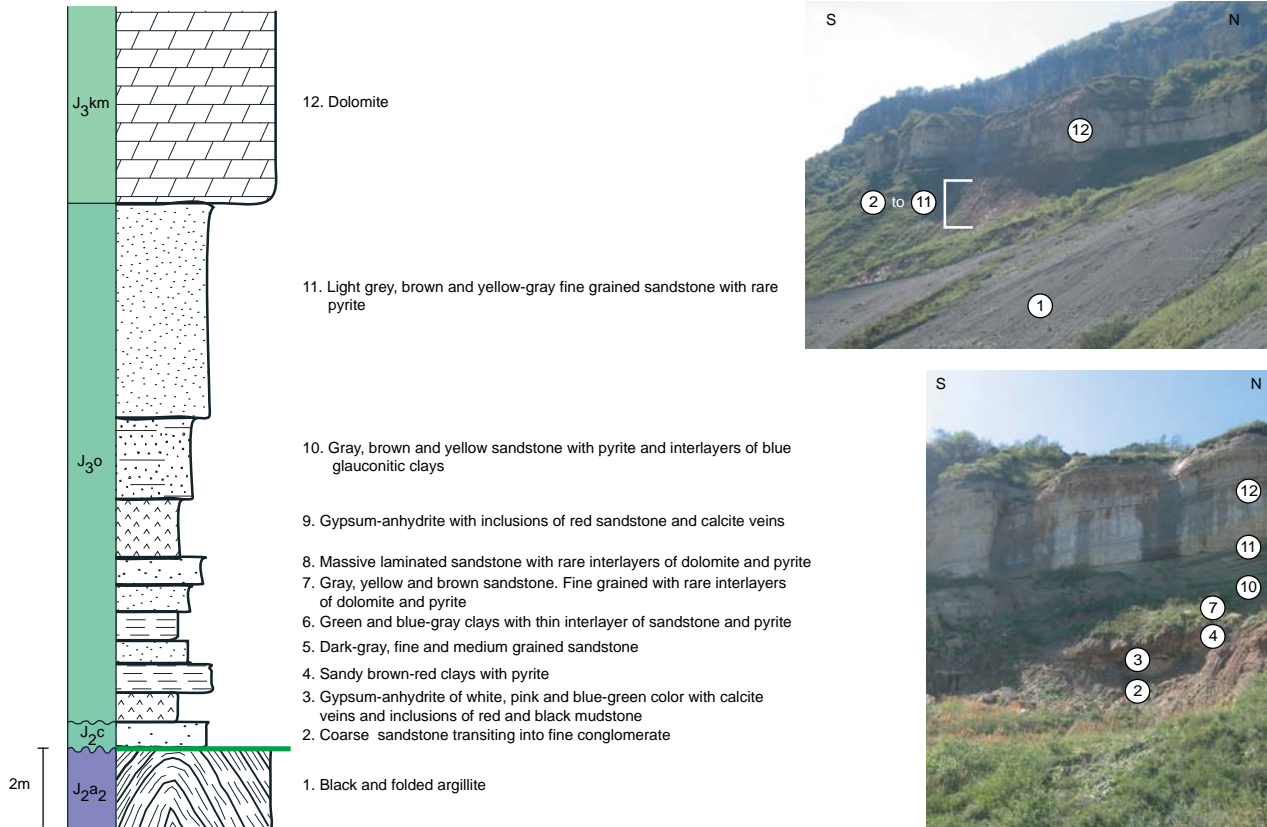 J3km
J3o
J2c
J2a2
2m
12. Dolomite
11. Light grey, brown and yellow-gray fine grained sandstone with rare
pyrite
10. Gray, brown and yellow sandstone with pyrite and interlayers of blue
glauconitic clays
9. Gypsum-anhydrite with inclusions of red sandstone and calcite veins
8. Massive laminated sandstone with rare interlayers of dolomite and pyrite
7. Gray, yellow and brown sandstone. Fine grained with rare interlayers
of dolomite and pyrite
6. Green and blue-gray clays with thin interlayer of sandstone and pyrite
5. Dark-gray, fine and medium grained sandstone
4. Sandy brown-red clays with pyrite
3. Gypsum-anhydrite of white, pink and blue-green color with calcite
veins and inclusions of red and black mudstone
2. Coarse sandstone transiting into fine conglomerate
1. Black and folded argillite
S N
12
2 to 11
1
S N
12
11
10
7
4
3
2